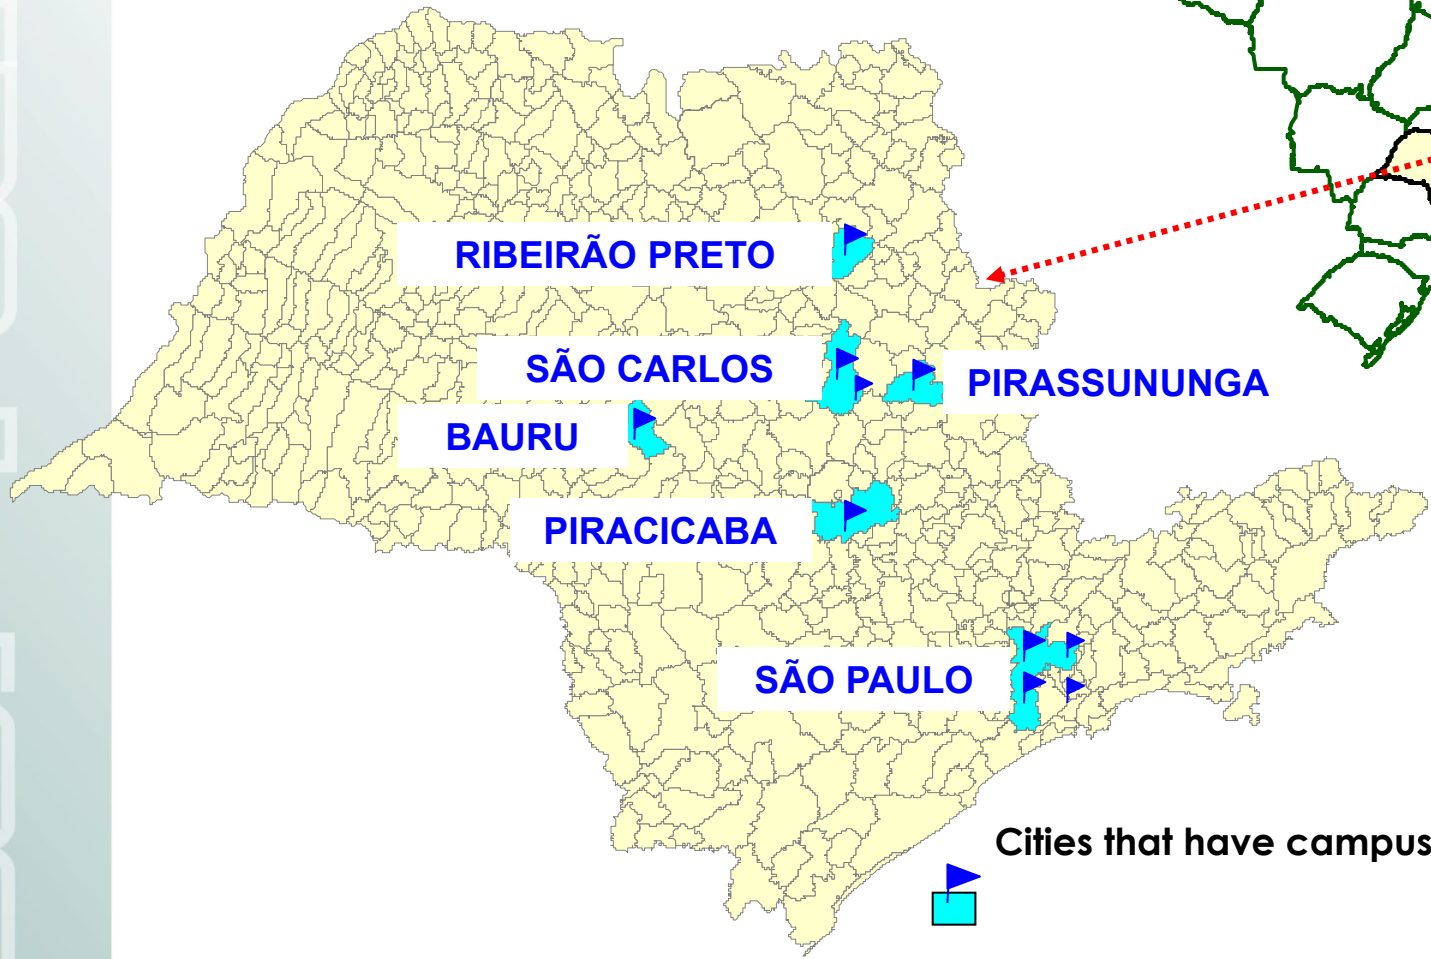 RIBEIRÃO PRETO
SÃO CARLOS
PIRASSUNUNGA
BAURU
PIRACICABA
SÃO PAULO
Cities that have campus